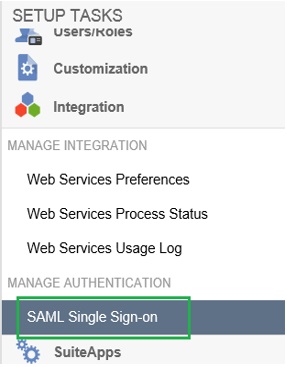 SETUP TASKS
Users/Roles
Customization
Integration
MANAGE INTEGRATION
Web Services Preferences
Web Services Process Status
Web Services Usage Log
MANAGE AUTHENTICATION
SAML Single Sign-on
SuiteApps